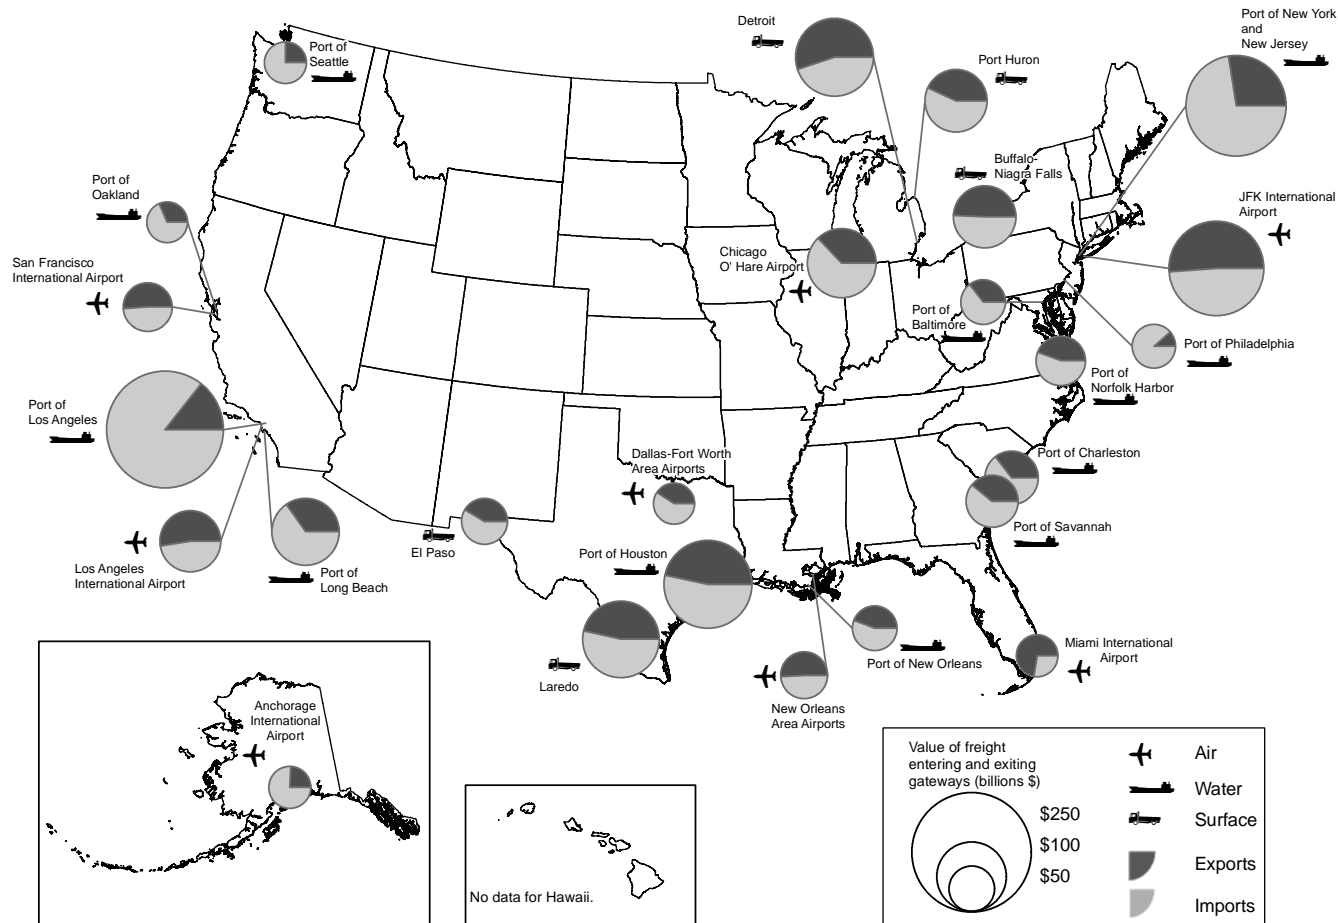 Detroit
Port of New York
and
New Jersey
Port of
Seattle
Port Huron
Buffalo-
Niagra Falls
Port of
Oakland
JFK International
Airport
San Francisco
International Airport
Chicago
O' Hare Airport
Port of
Baltimore
Port of Philadelphia
Port of
Norfolk Harbor
Port of
Los Angeles
Dallas-Fort Worth
Area Airports
Port of Charleston
Port of Savannah
El Paso
Port of Houston
Los Angeles
International Airport
Port of
Long Beach
Laredo
Port of New Orleans
Miami International
Airport
New Orleans
Area Airports
Anchorage
International
Airport
No data for Hawaii.
Value of freight
entering and exiting
gateways (billions $)
$250
$100
$50
Air
Water
Surface
Exports
Imports